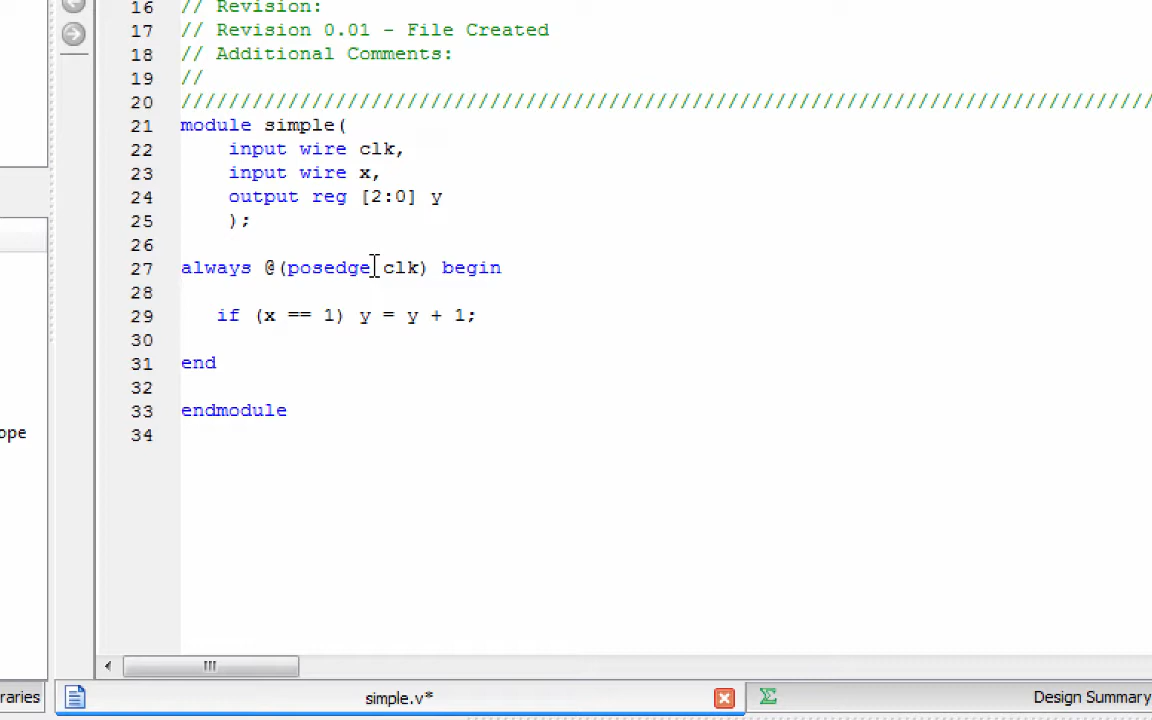 16 // Revision:
17 // Revision 0.01 - File Created
18 // Additional Comments:
19 //
20 //////////////////////////////////////////////////////////////////////////////////
21 module simple(
22 input wire clk,
23 input wire x,
24 output reg [2:0] y
25 );
26
27 always @(posedge clk) begin
28
29 if (x == 1) y = y + 1;
30
31 end
32
33 endmodule
34
ope
raries
simple.v*
Σ
Design Summary